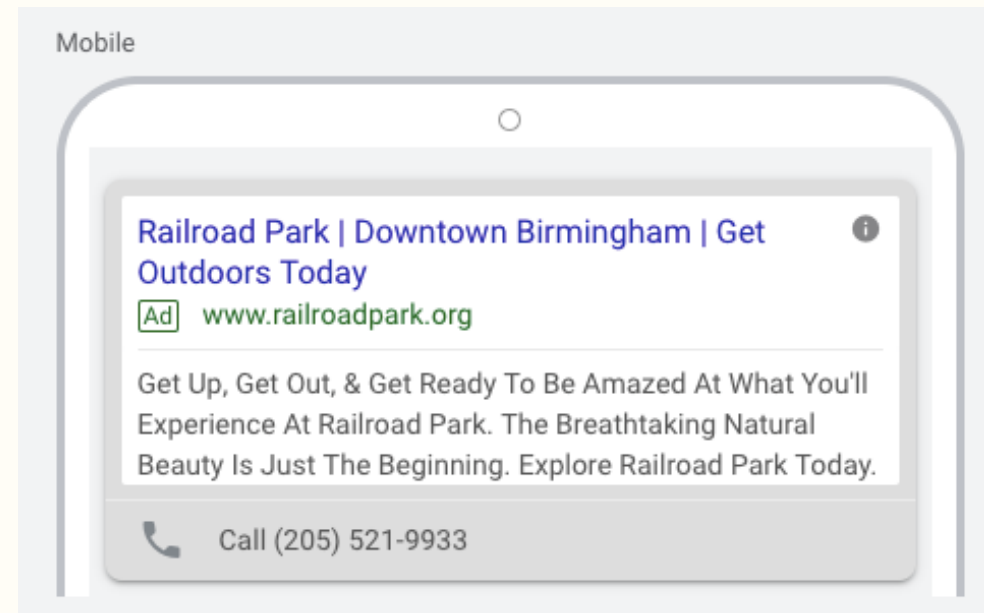 Mobile
Railroad Park | Downtown Birmingham | Get
Outdoors Today
Ad www.railroadpark.org
Get Up, Get Out, & Get Ready To Be Amazed At What You'll
Experience At Railroad Park. The Breathtaking Natural
Beauty Is Just The Beginning. Explore Railroad Park Today.
Call (205) 521-9933